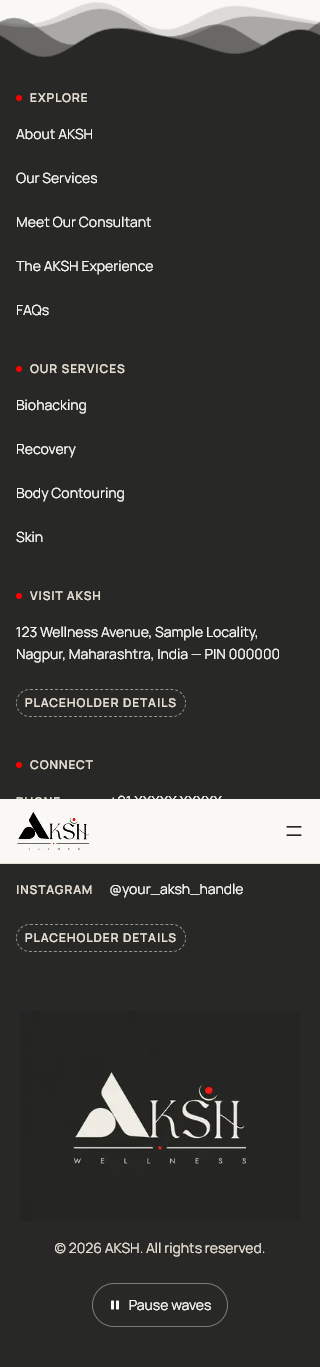 EXPLORE
About AKSH
Our Services
Meet Our Consultant
The AKSH Experience
FAQs
OUR SERVICES
Biohacking
Recovery
Body Contouring
Skin
VISIT AKSH
123 Wellness Avenue, Sample Locality,
Nagpur, Maharashtra, India — PIN 000000
PLACEHOLDER DETAILS
CONNECT
AKSH
INSTAGRAM @your_aksh_handle
PLACEHOLDER DETAILS
AKSH
WELLNESS
© 2026 AKSH. All rights reserved.
Pause waves